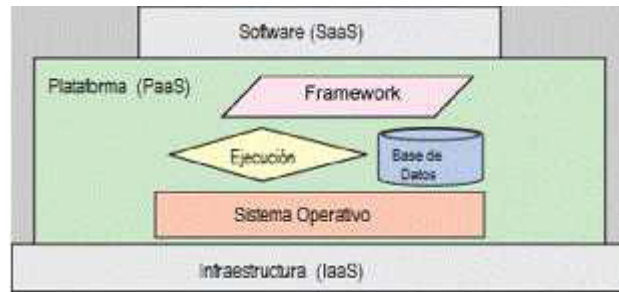 Software (SaaS)
Plataforma (PaaS)
Framework
Ejecución
Base de
Datos
Sistema Operativo
Infraestructura (IaaS)